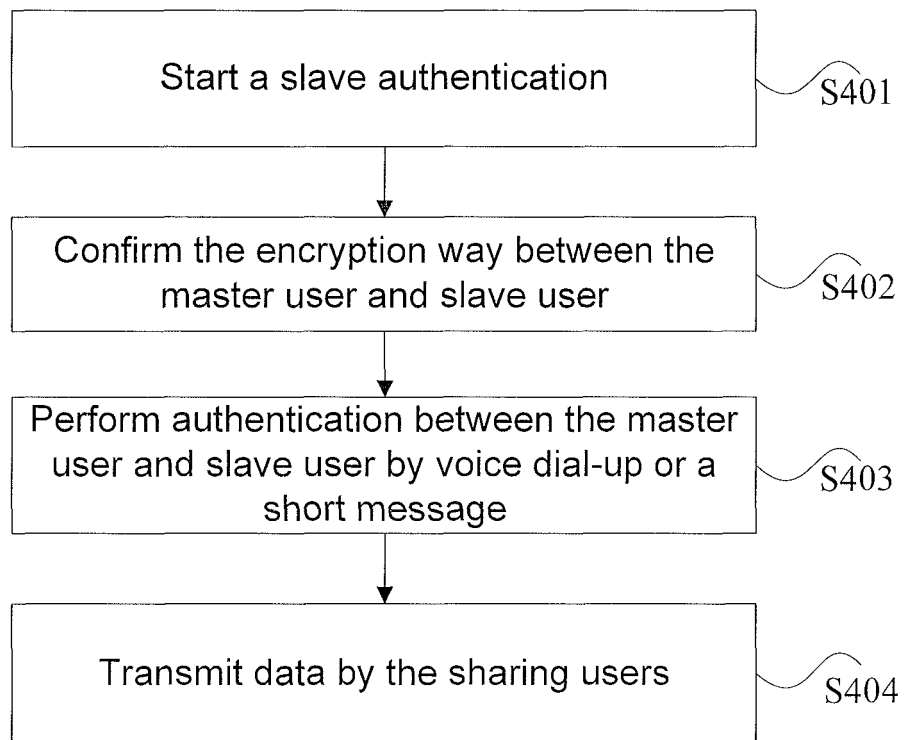 Start a slave authentication
S401
Confirm the encryption way between the
master user and slave user
S402
Perform authentication between the master
user and slave user by voice dial-up or a
short message
S403
Transmit data by the sharing users
S404